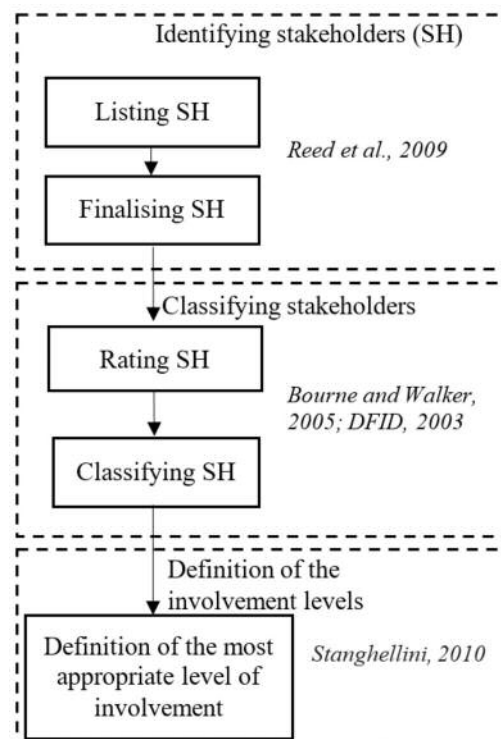 Identifying stakeholders (SH)
Listing SH
Reed et al., 2009
Finalising SH
Classifying stakeholders
Rating SH
Bourne and Walker,
2005; DFID, 2003
Classifying SH
Definition of the
involvement levels
Definition of the most
appropriate level of
involvement
Stanghellini, 2010